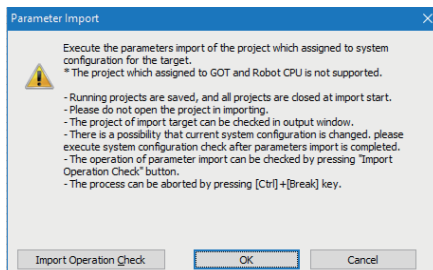 Parameter Import
Execute the parameters import of the project which assigned to system
configuration for the target.
* The project which assigned to GOT and Robot CPU is not supported.
- Running projects are saved, and all projects are closed at import start.
- Please do not open the project in importing.
- The project of import target can be checked in output window.
- There is a possibility that current system configuration is changed. please
execute system configuration check after parameters import is completed.
- The operation of parameter import can be checked by pressing "Import
Operation Check" button.
- The process can be aborted by pressing [Ctrl]+[Break] key.
Import Operation Check
OK
Cancel